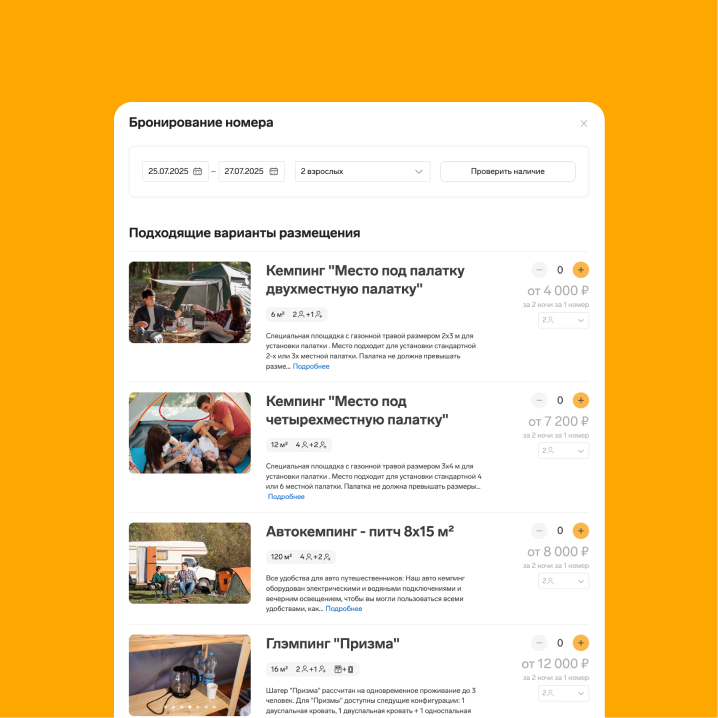 Бронирование номера
25.07.2025 – 27.07.2025 2 взрослых Проверить наличие
Подходящие варианты размещения
Кемпинг "Место под палатку
двухместную палатку"
6 м² 2 +1
Специальная площадка с газонной травой размером 2х3 м для
установки палатки . Место подходит для установки стандартной
2-х или 3х местной палатки. Палатка не должна превышать
разме... Подробнее
0
от 4 000 ₽
за 2 ночи за 1 номер
2
Кемпинг "Место под
четырехместную палатку"
12 м² 4 +2
Специальная площадка с газонной травой размером 3х4 м для
установки палатки . Место подходит для установки стандартной 4
или 6 местной палатки. Палатка не должна превышать размеры...
Подробнее
0
от 7 200 ₽
за 2 ночи за 1 номер
2
Автокемпинг - питч 8х15 м²
120 м² 4 +2
Все удобства для авто путешественников: Наш авто кемпинг
оборудован электрическими и водяными подключениями и
вечерним освещением, чтобы вы могли пользоваться всеми
удобствами, как... Подробнее
0
от 8 000 ₽
за 2 ночи за 1 номер
2
Глэмпинг "Призма"
16 м² 2 +1 +
Шатер "Призма" рассчитан на одновременное проживание до 3
человек. Для "Призмы" доступны следущие конфигурации: 1
двуспальная кровать, 1 двуспальная кровать + 1 односпальная
0
от 12 000 ₽
за 2 ночи за 1 номер
2